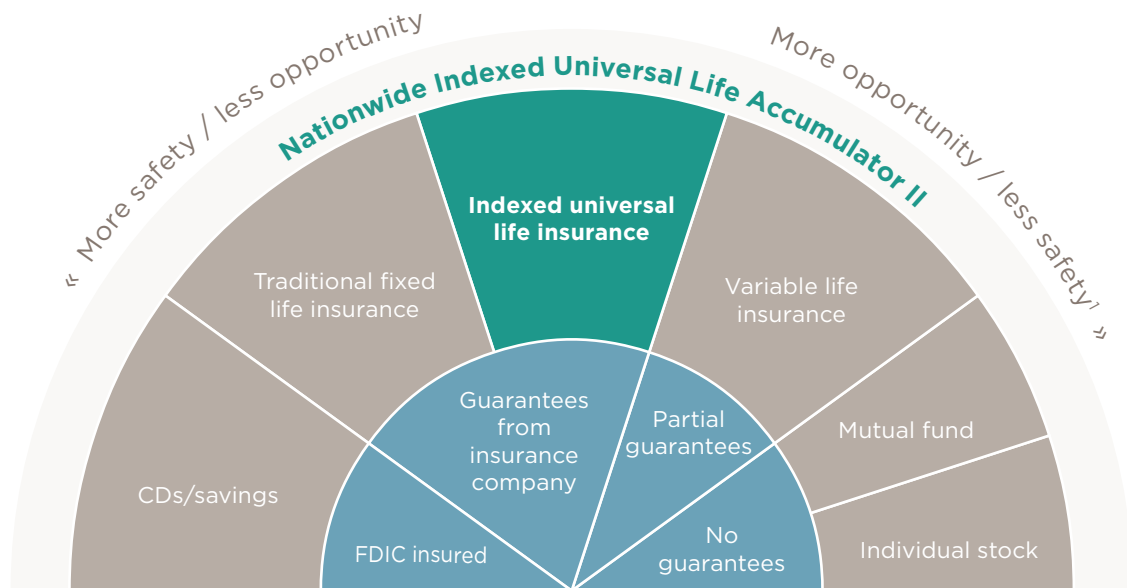 « More safety / less opportunity
More opportunity / less safety¹ »
Nationwide Indexed Universal Life Accumulator II
Indexed universal
life insurance
Traditional fixed
life insurance
Variable life
insurance
CDs/savings
Mutual fund
Individual stock
Guarantees
from
insurance
company
Partial
guarantees
FDIC insured
No
guarantees